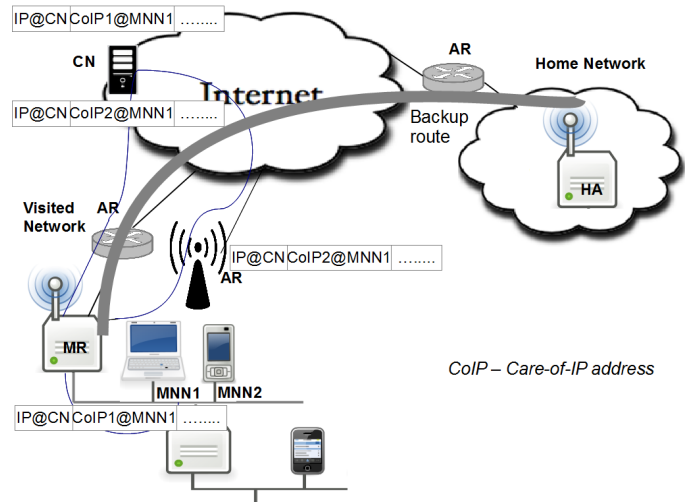 IP@CN CoIP1@MNN1 ........
AR
CN
Home Network
Internet
IP@CN CoIP2@MNN1 ........
Backup
route
HA
Visited
Network
AR
IP@CN CoIP2@MNN1 ........
AR
MR
CoIP – Care-of-IP address
MNN1 MNN2
IP@CN CoIP1@MNN1 ........